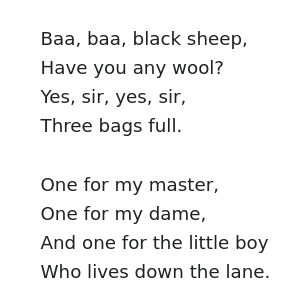 Baa, baa, black sheep,
Have you any wool?
Yes, sir, yes, sir,
Three bags full.

One for my master,
One for my dame,
And one for the little boy
Who lives down the lane.